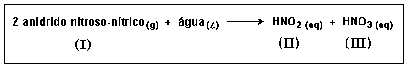 2 anidrido nitroso-nítrico(g) + água(ℓ) ⟶ HNO2 (aq) + HNO3 (aq)
(I) (II) (III)